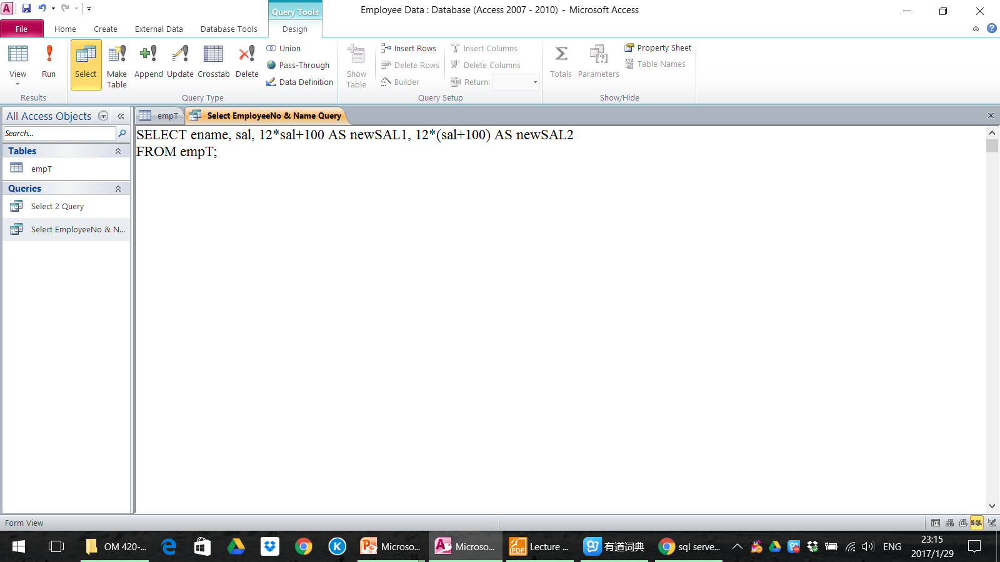 Query Tools
Employee Data : Database (Access 2007 - 2010) - Microsoft Access
File Home Create External Data Database Tools Design
View
Run
Results
Select
Make Table
Append
Update
Crosstab
Delete
Union
Pass-Through
Data Definition
Query Type
Show Table
Insert Rows
Delete Rows
Builder
Insert Columns
Delete Columns
Return:
Query Setup
Totals
Parameters
Property Sheet
Table Names
Show/Hide
All Access Objects
Search...
Tables
empT
Queries
Select 2 Query
Select EmployeeNo & N...
empT
Select EmployeeNo & Name Query
SELECT ename, sal, 12*sal+100 AS newSAL1, 12*(sal+100) AS newSAL2
FROM empT;
Form View
SQL
OM 420-...
Microso...
Microso...
PDF
Lecture ...
有道词典
sql serve...
ENG
23:15
2017/1/29